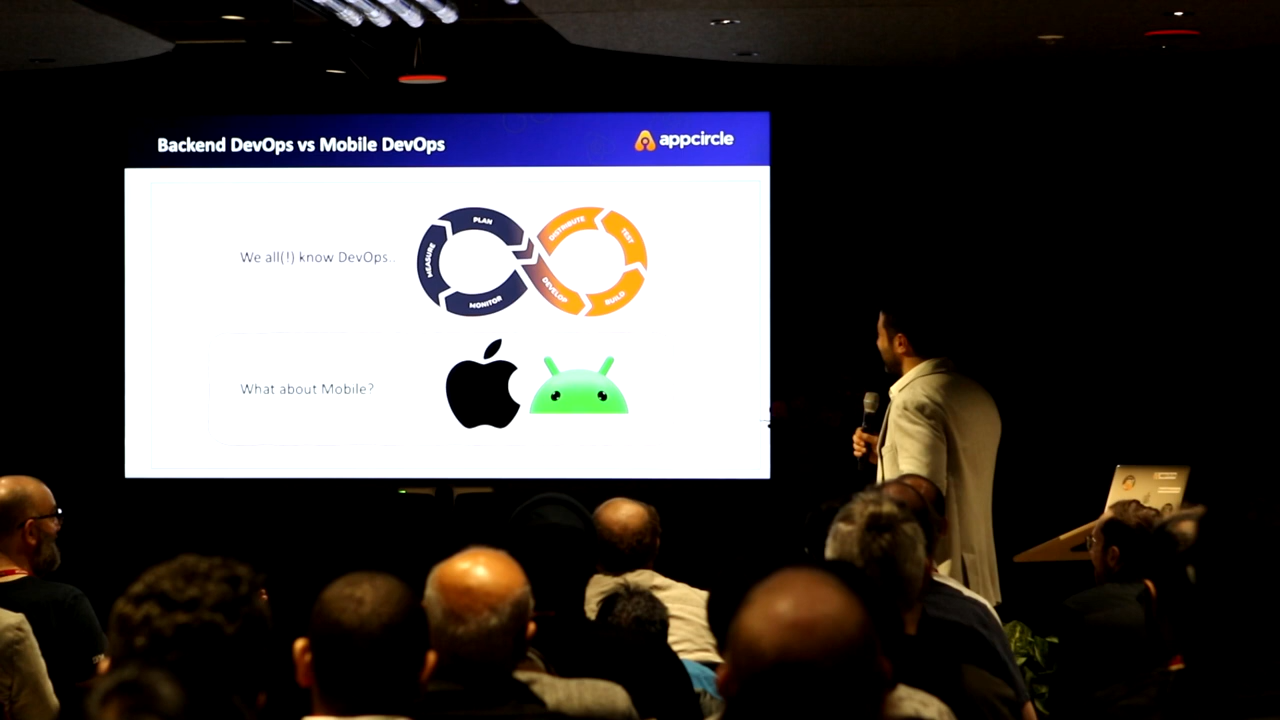 Backend DevOps vs Mobile DevOps
appcircle
We all(!) know DevOps..
PLAN
MEASURE
MONITOR
DISTRIBUTE
TEST
DEVELOP
BUILD
What about Mobile?